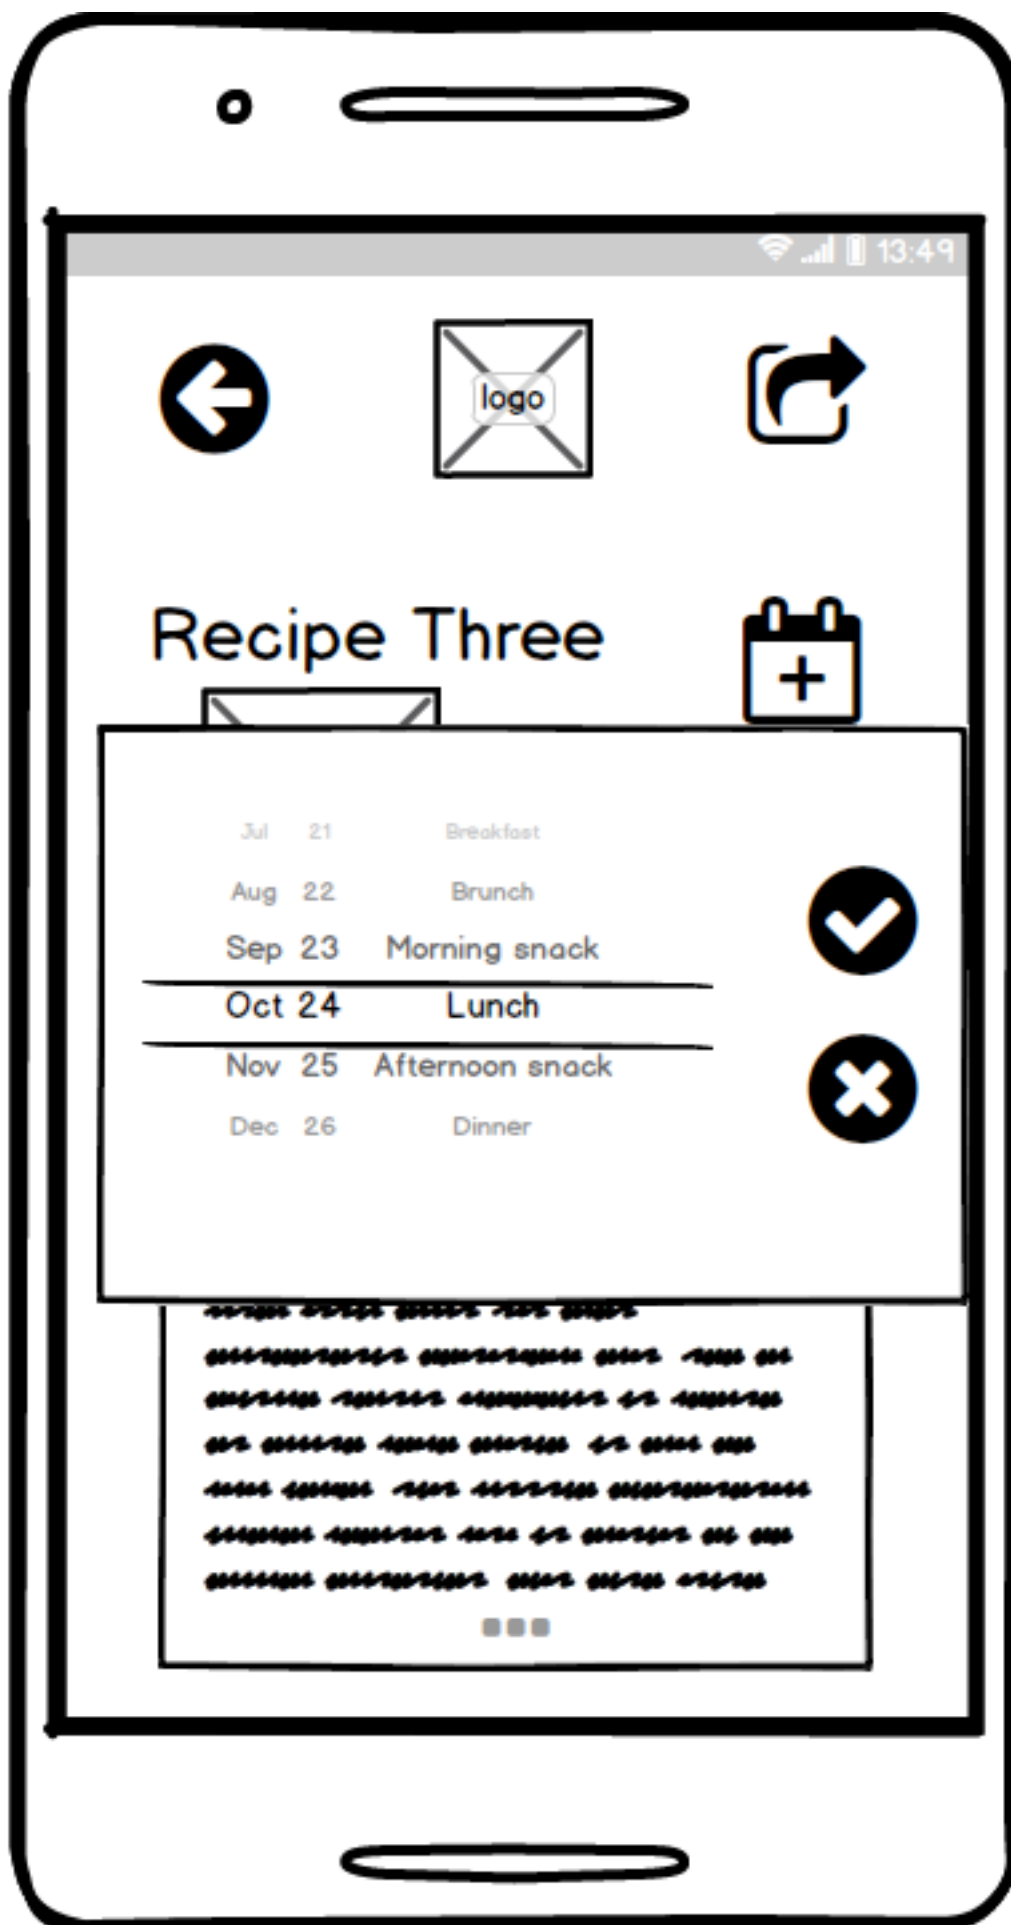 13:49
logo
Recipe Three
Jul 21 Breakfast
Aug 22 Brunch
Sep 23 Morning snack
Oct 24 Lunch
Nov 25 Afternoon snack
Dec 26 Dinner